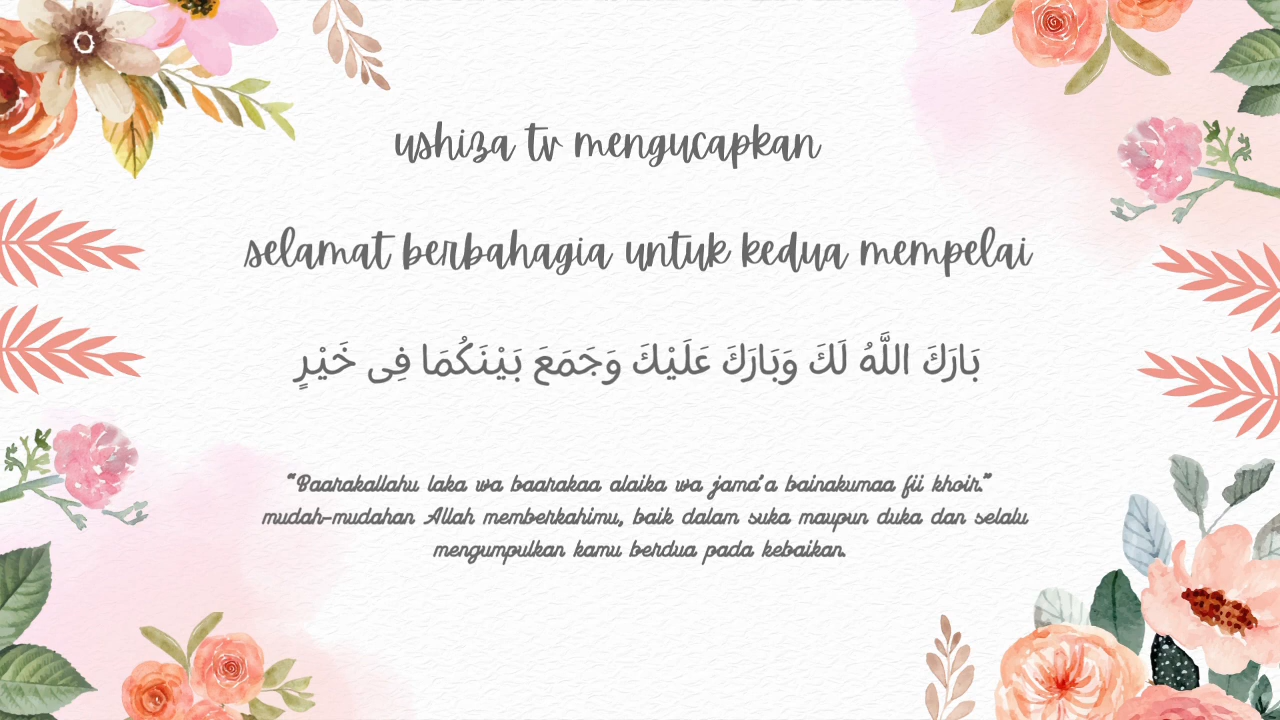 ushiza tv mengucapkan
selamat berbahagia untuk kedua mempelai
بَارَكَ اللَّهُ لَكَ وَبَارَكَ عَلَيْكَ وَجَمَعَ بَيْنَكُمَا فِى خَيْرٍ
“Baarakallahu laka wa baarakaa alaika wa jama’a bainakumaa fii khoir.”
mudah-mudahan Allah memberkahimu, baik dalam suka maupun duka dan selalu
mengumpulkan kamu berdua pada kebaikan.